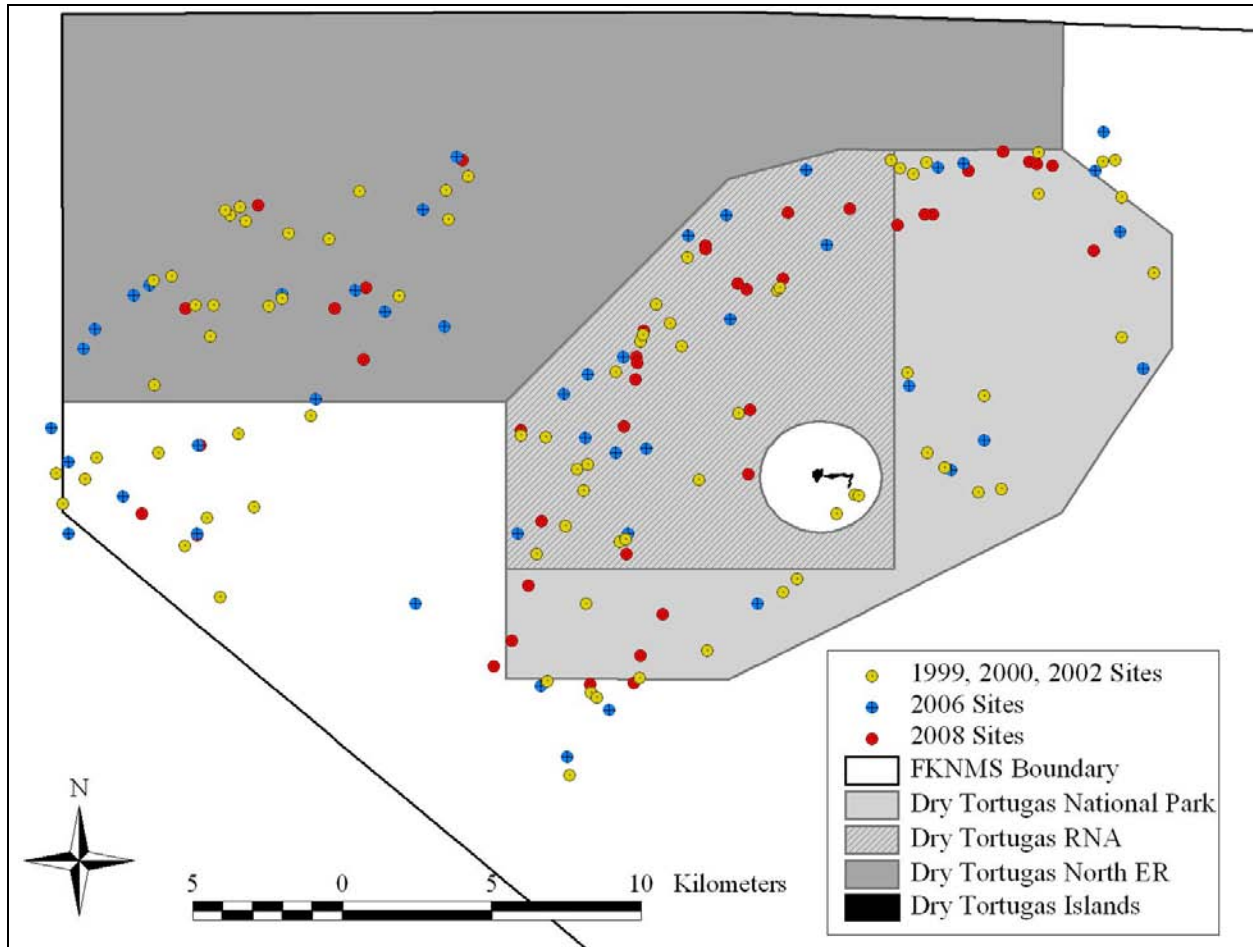 1999, 2000, 2002 Sites
2006 Sites
2008 Sites
FKNMS Boundary
Dry Tortugas National Park
Dry Tortugas RNA
Dry Tortugas North ER
Dry Tortugas Islands
N
5 0 5 10 Kilometers